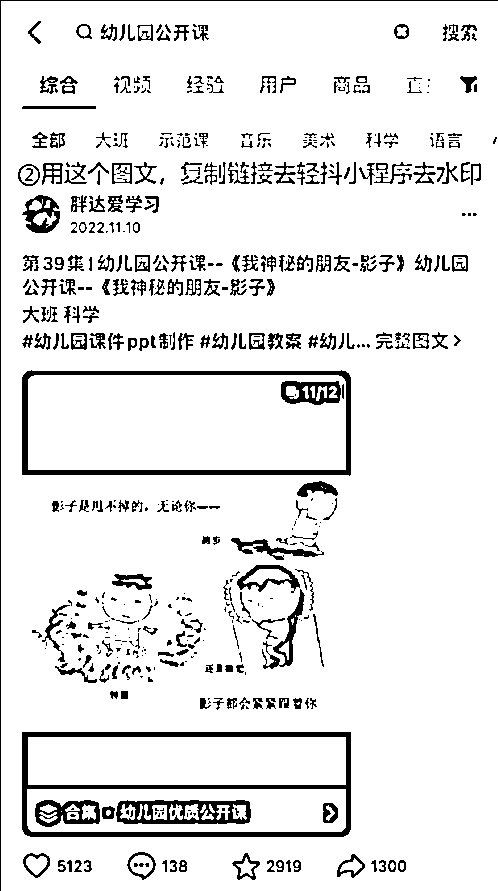 幼儿园公开课 搜索
综合 视频 经验 用户 商品
全部 大班 示范课 音乐 美术 科学 语言
②用这个图文，复制链接去轻抖小程序去水印
胖达爱学习
2022.11.10
第39集|幼儿园公开课--《我神秘的朋友-影子》幼儿园
公开课--《我神秘的朋友-影子》
大班 科学
#幼儿园课件ppt制作 #幼儿园教案 #幼儿... 完整图文
11/12
影子是甩不掉的，无论你——
跑步
还是睡觉
影子都会紧紧跟着你
合集 幼儿园优质公开课
5123 138 2919 1300